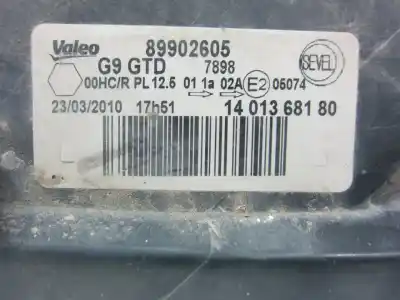 Valeo 89902605
G9 GTD 7898 SEVEL
00HC/R PL 12.5 01 1a 02A E2 05074
23/03/2010 17h51 14 013 681 80